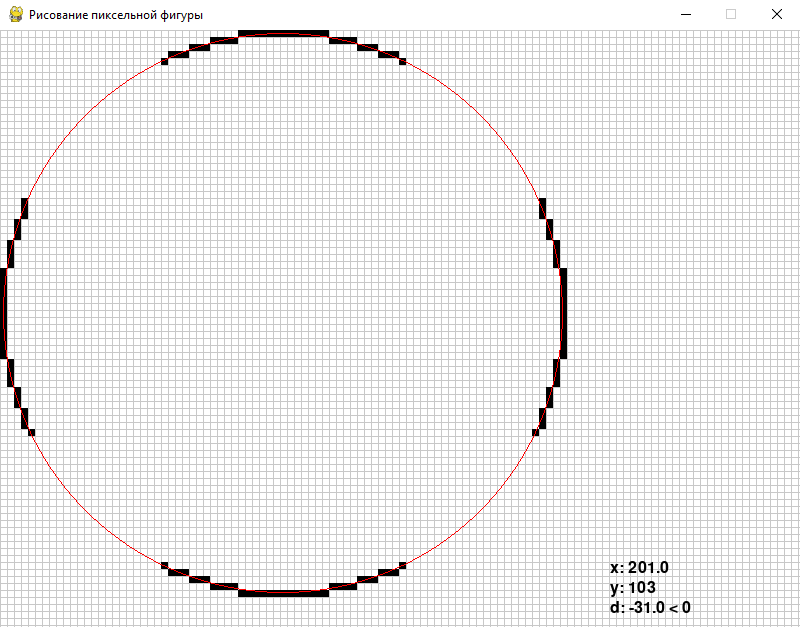 Рисование пиксельной фигуры
x: 201.0
y: 103
d: -31.0 < 0